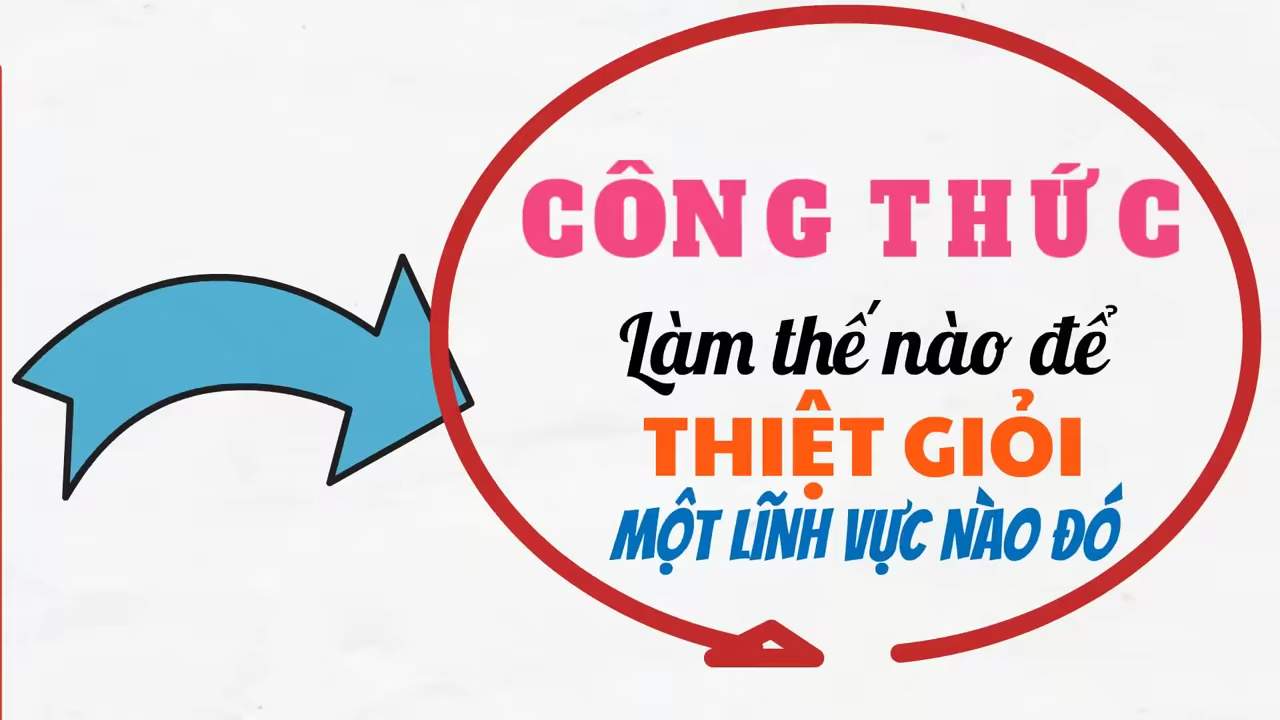 CÔNG THỨC
Làm thế nào để
THIỆT GIỎI
MỘT LĨNH VỰC NÀO ĐÓ